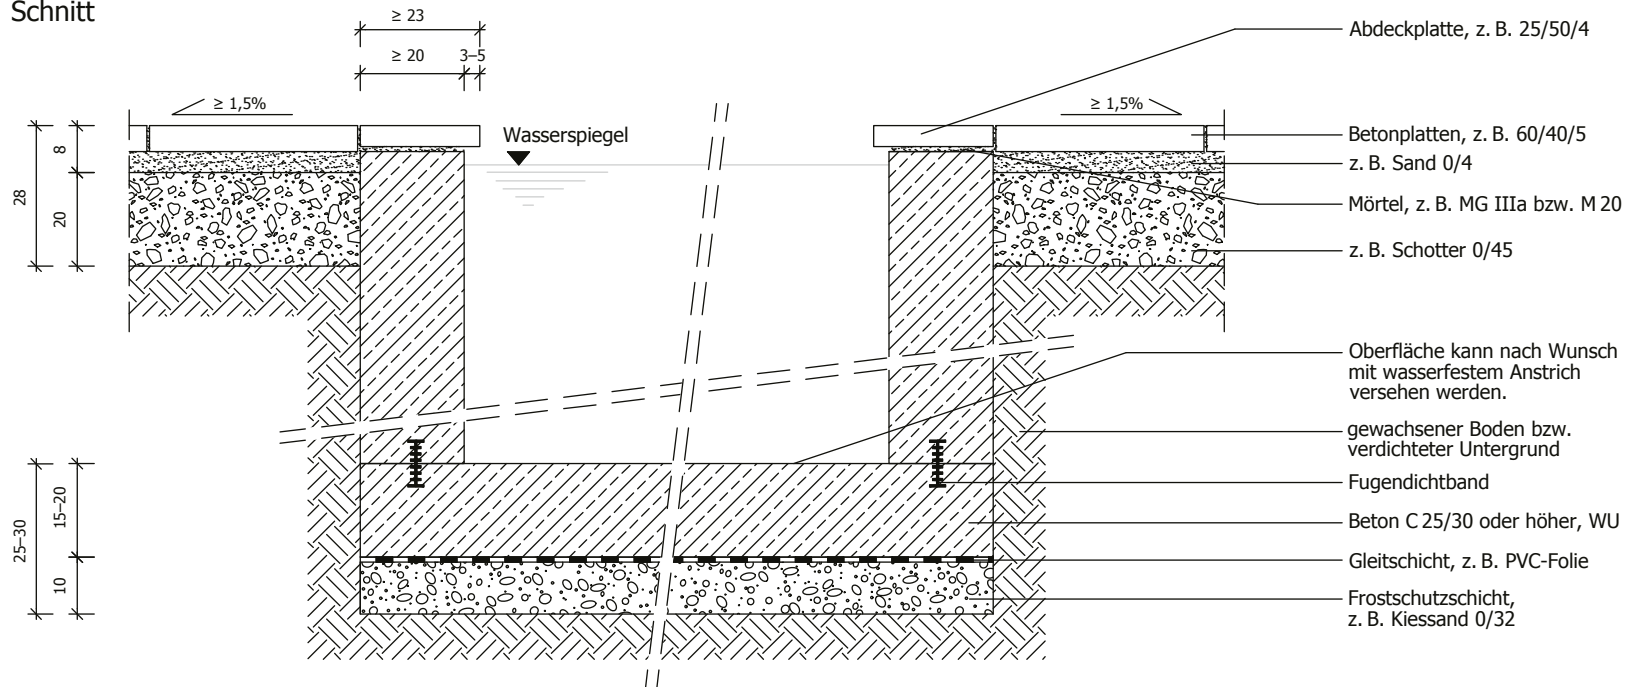 Schnitt
≥ 23
≥ 20
3–5
≥ 1,5%
≥ 1,5%
Wasserspiegel
28
8
20
25–30
15–20
10
Abdeckplatte, z. B. 25/50/4
Betonplatten, z. B. 60/40/5
z. B. Sand 0/4
Mörtel, z. B. MG IIIa bzw. M 20
z. B. Schotter 0/45
Oberfläche kann nach Wunsch
mit wasserfestem Anstrich
versehen werden.
gewachsener Boden bzw.
verdichteter Untergrund
Fugendichtband
Beton C 25/30 oder höher, WU
Gleitschicht, z. B. PVC-Folie
Frostschutzschicht,
z. B. Kiessand 0/32